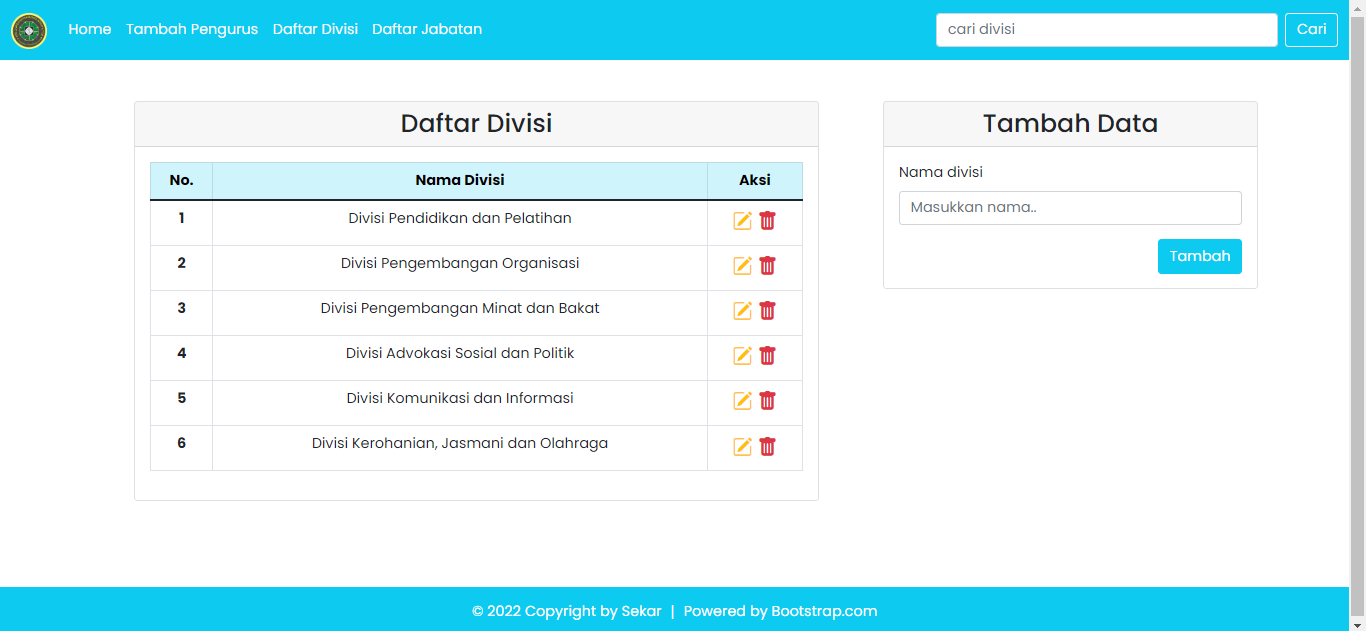 Home Tambah Pengurus Daftar Divisi Daftar Jabatan cari divisi Cari
Daftar Divisi
No. Nama Divisi Aksi
1 Divisi Pendidikan dan Pelatihan
2 Divisi Pengembangan Organisasi
3 Divisi Pengembangan Minat dan Bakat
4 Divisi Advokasi Sosial dan Politik
5 Divisi Komunikasi dan Informasi
6 Divisi Kerohanian, Jasmani dan Olahraga
Tambah Data
Nama divisi
Masukkan nama..
Tambah
© 2022 Copyright by Sekar | Powered by Bootstrap.com